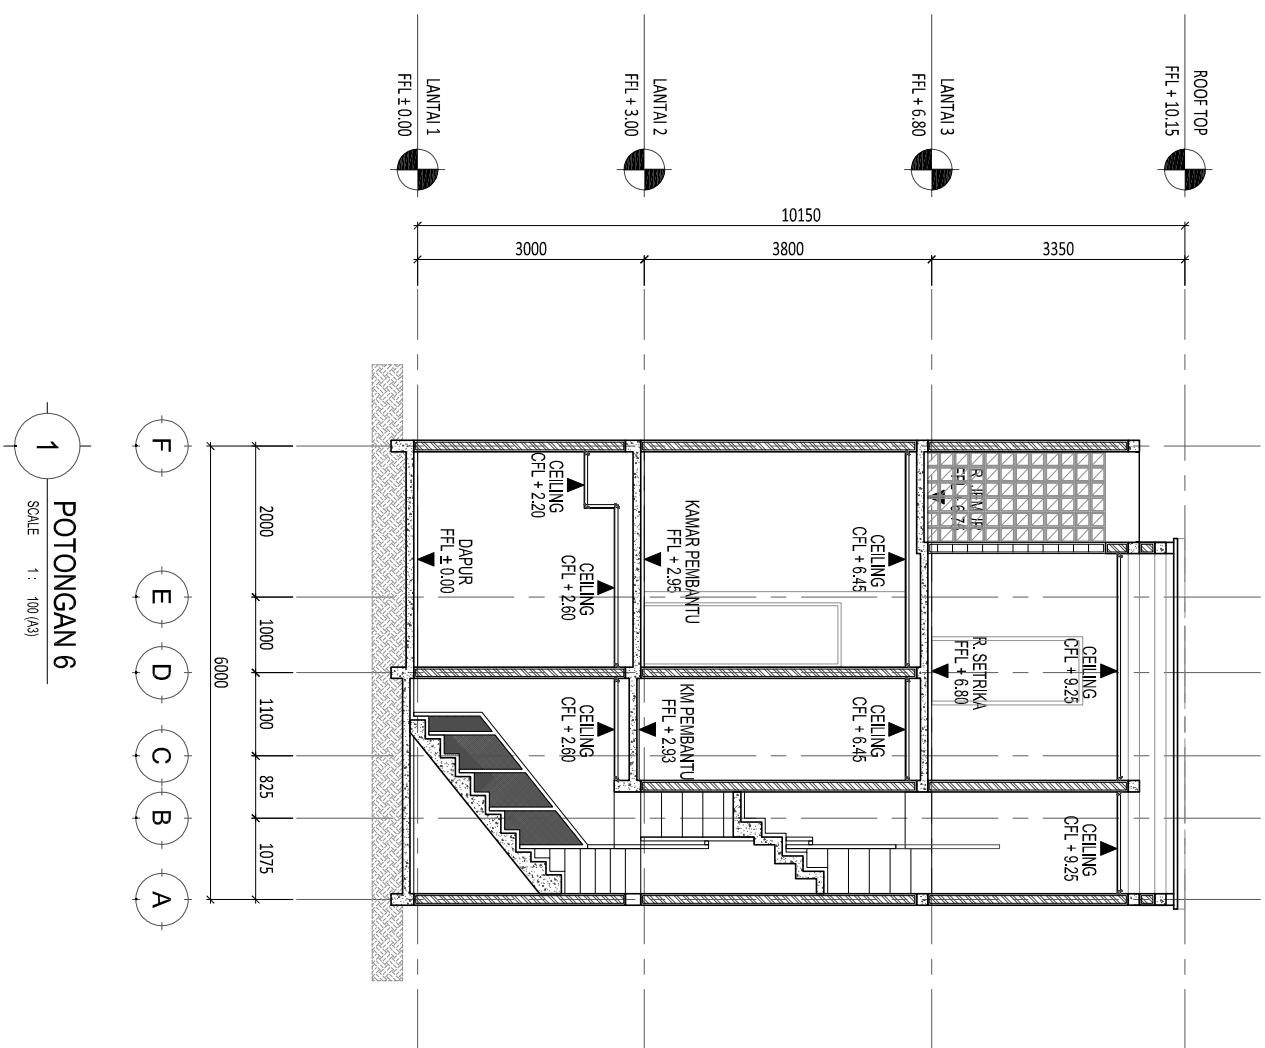 ROOF TOP
FFL + 10.15
LANTAI 3
FFL + 6.80
LANTAI 2
FFL + 3.00
LANTAI 1
FFL ± 0.00
10150
3350
3800
3000
CEILING
CFL + 9.25
CEILING
CFL + 9.25
R. SETRIKA
FFL + 6.80
CEILING
CFL + 6.45
CEILING
CFL + 6.45
KAMAR PEMBANTU
FFL + 2.95
KM PEMBANTU
FFL + 2.93
CEILING
CFL + 2.20
CEILING
CFL + 2.60
CEILING
CFL + 2.60
DAPUR
FFL ± 0.00
2000
1000
1100
825
1075
6000
F
E
D
C
B
A
1
POTONGAN 6
SCALE 1 : 100 (A3)